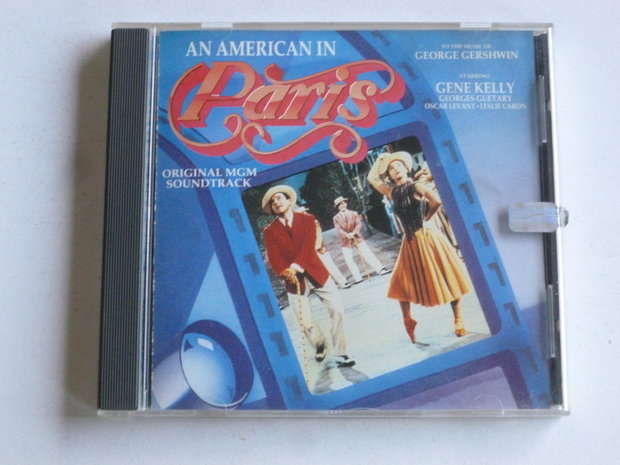 AN AMERICAN IN
Paris
TO THE MUSIC OF
GEORGE GERSHWIN
STARRING
GENE KELLY
GEORGES GUETARY
OSCAR LEVANT • LESLIE CARON
ORIGINAL MGM
SOUNDTRACK